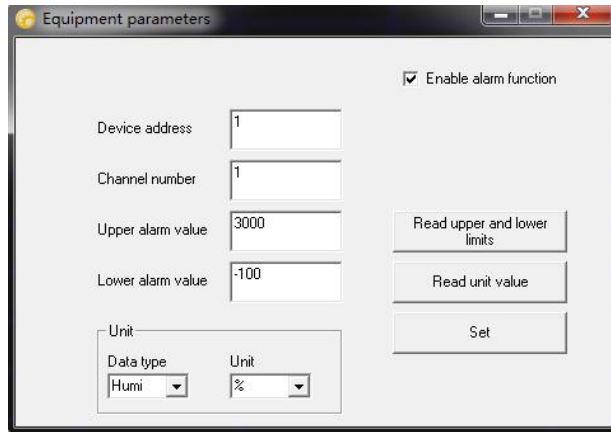 Equipment parameters
Enable alarm function
Device address
1
Channel number
1
Upper alarm value
3000
Read upper and lower
limits
Lower alarm value
-100
Read unit value
Set
Unit
Data type
Unit
Humi
%